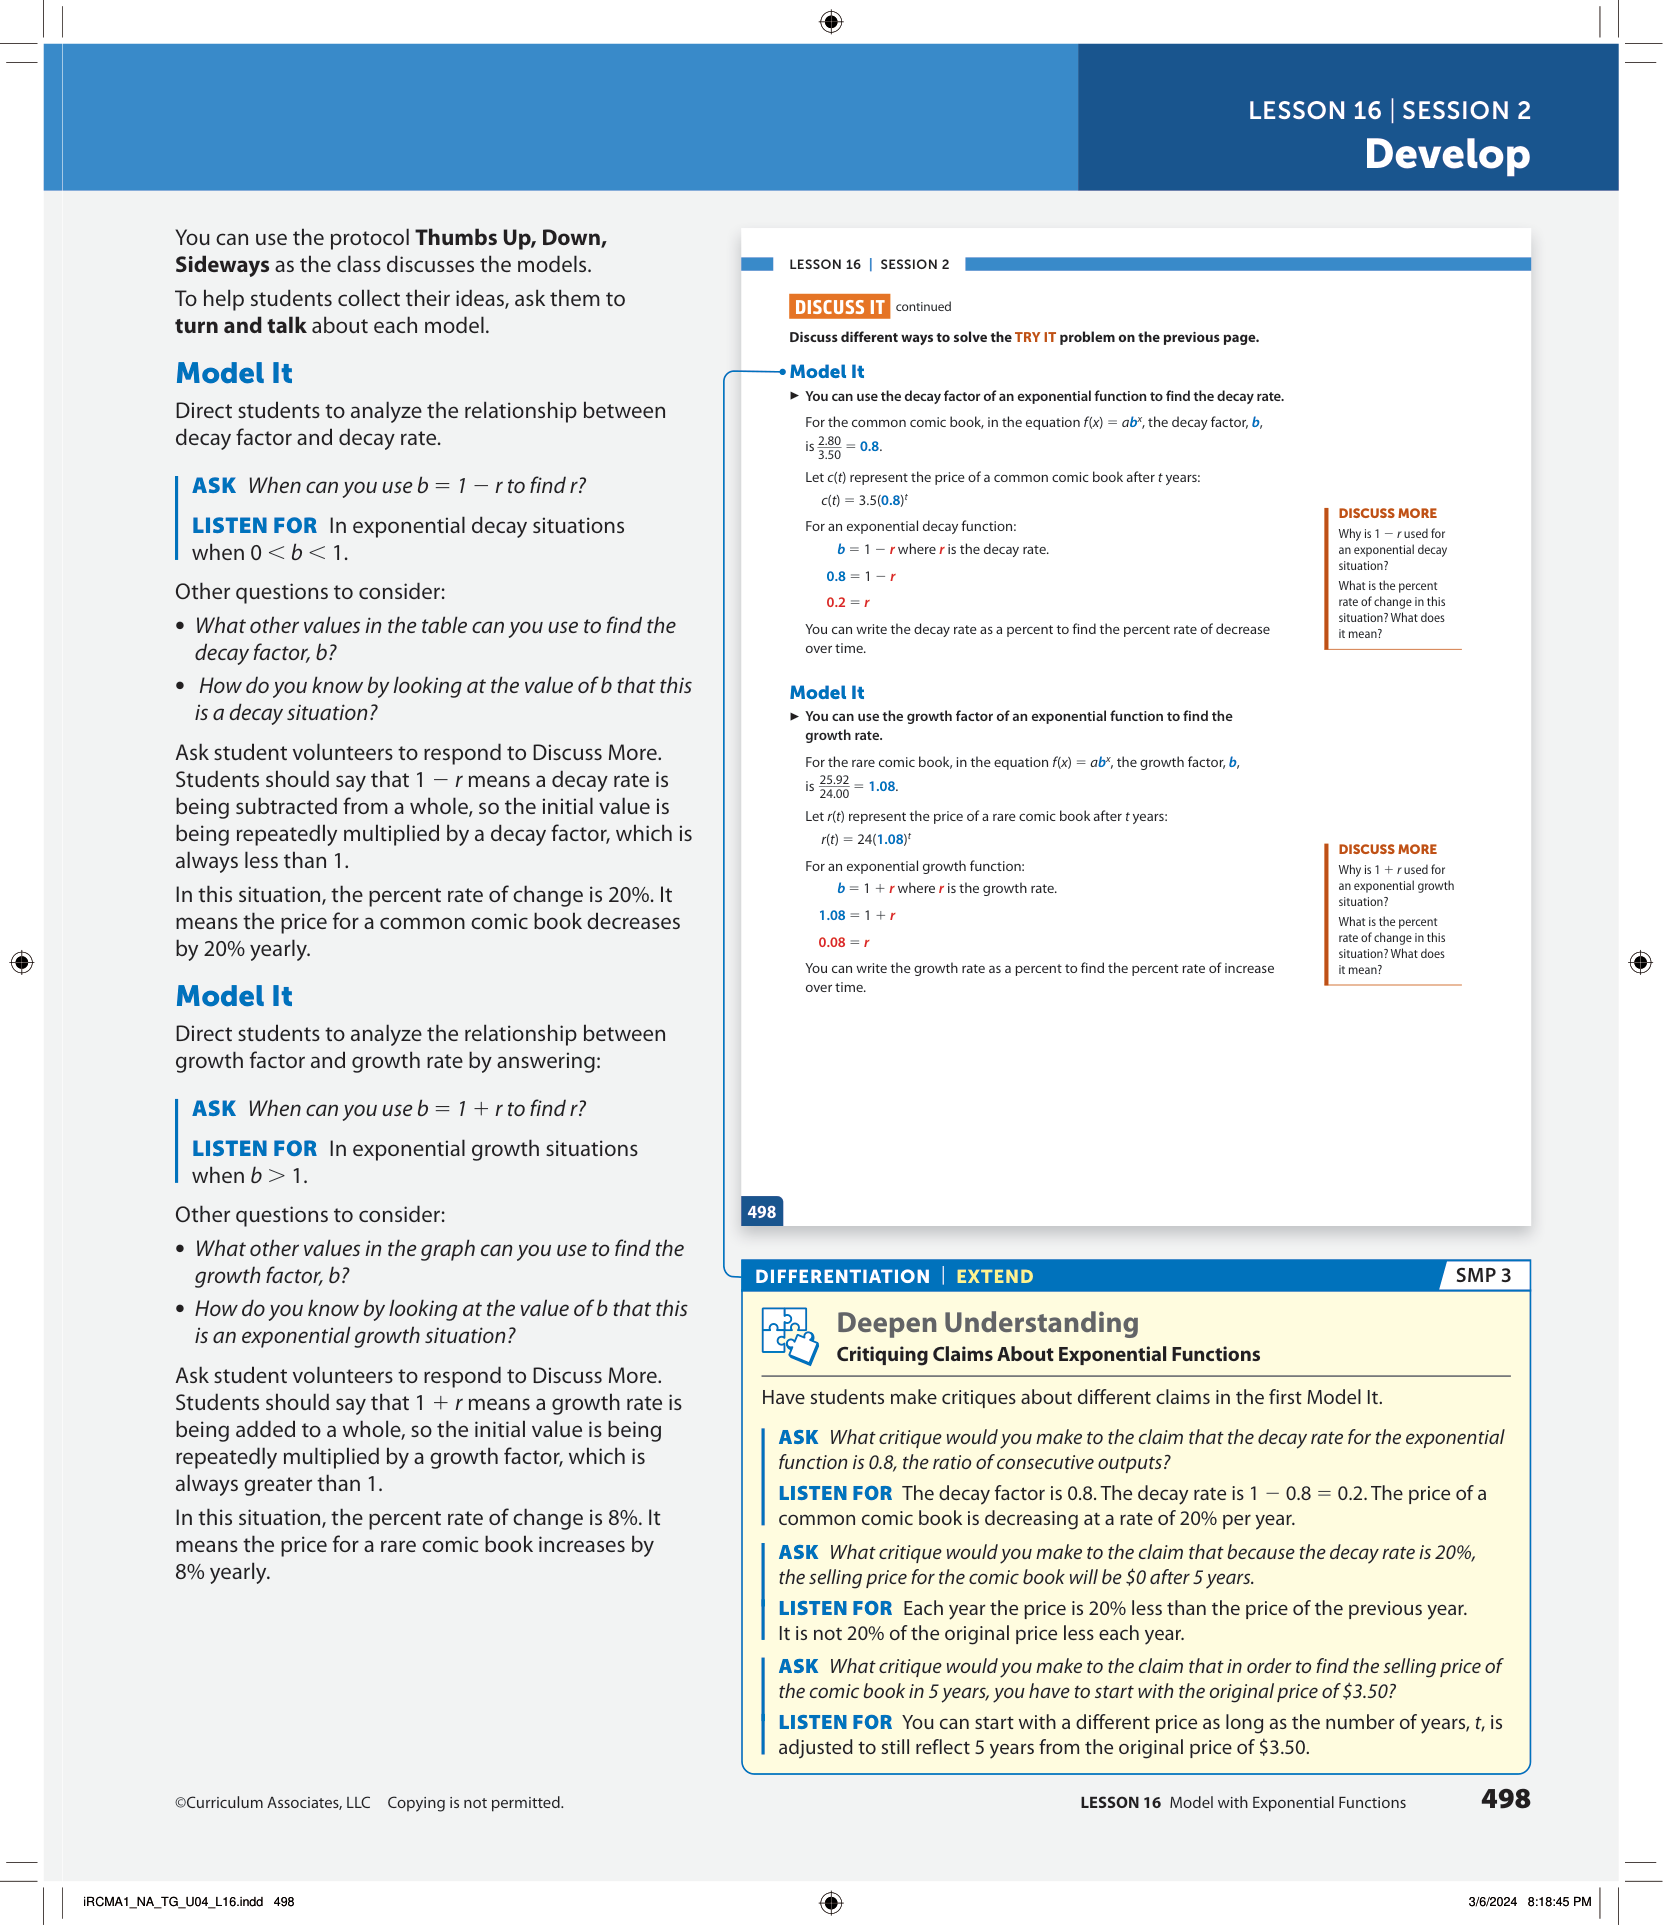 LESSON 16 | SESSION 2
Develop
You can use the protocol Thumbs Up, Down,
Sideways as the class discusses the models.
To help students collect their ideas, ask them to
turn and talk about each model.
Model It
Direct students to analyze the relationship between
decay factor and decay rate.
ASK When can you use b = 1 − r to find r?
LISTEN FOR In exponential decay situations
when 0 < b < 1.
Other questions to consider:
• What other values in the table can you use to find the
decay factor, b?
• How do you know by looking at the value of b that this
is a decay situation?
Ask student volunteers to respond to Discuss More.
Students should say that 1 − r means a decay rate is
being subtracted from a whole, so the initial value is
being repeatedly multiplied by a decay factor, which is
always less than 1.
In this situation, the percent rate of change is 20%. It
means the price for a common comic book decreases
by 20% yearly.
Model It
Direct students to analyze the relationship between
growth factor and growth rate by answering:
ASK When can you use b = 1 + r to find r?
LISTEN FOR In exponential growth situations
when b > 1.
Other questions to consider:
• What other values in the graph can you use to find the
growth factor, b?
• How do you know by looking at the value of b that this
is an exponential growth situation?
Ask student volunteers to respond to Discuss More.
Students should say that 1 + r means a growth rate is
being added to a whole, so the initial value is being
repeatedly multiplied by a growth factor, which is
always greater than 1.
In this situation, the percent rate of change is 8%. It
means the price for a rare comic book increases by
8% yearly.
LESSON 16 | SESSION 2
DISCUSS IT continued
Discuss different ways to solve the TRY IT problem on the previous page.
Model It
▶ You can use the decay factor of an exponential function to find the decay rate.
For the common comic book, in the equation f(x) = abˣ, the decay factor, b,
is 2.80/3.50 = 0.8.
Let c(t) represent the price of a common comic book after t years:
c(t) = 3.5(0.8)ᵗ
For an exponential decay function:
b = 1 − r where r is the decay rate.
0.8 = 1 − r
0.2 = r
You can write the decay rate as a percent to find the percent rate of decrease
over time.
DISCUSS MORE
Why is 1 − r used for
an exponential decay
situation?
What is the percent
rate of change in this
situation? What does
it mean?
Model It
▶ You can use the growth factor of an exponential function to find the
growth rate.
For the rare comic book, in the equation f(x) = abˣ, the growth factor, b,
is 25.92/24.00 = 1.08.
Let r(t) represent the price of a rare comic book after t years:
r(t) = 24(1.08)ᵗ
For an exponential growth function:
b = 1 + r where r is the growth rate.
1.08 = 1 + r
0.08 = r
You can write the growth rate as a percent to find the percent rate of increase
over time.
DISCUSS MORE
Why is 1 + r used for
an exponential growth
situation?
What is the percent
rate of change in this
situation? What does
it mean?
498
DIFFERENTIATION | EXTEND
SMP 3
Deepen Understanding
Critiquing Claims About Exponential Functions
Have students make critiques about different claims in the first Model It.
ASK What critique would you make to the claim that the decay rate for the exponential
function is 0.8, the ratio of consecutive outputs?
LISTEN FOR The decay factor is 0.8. The decay rate is 1 − 0.8 = 0.2. The price of a
common comic book is decreasing at a rate of 20% per year.
ASK What critique would you make to the claim that because the decay rate is 20%,
the selling price for the comic book will be $0 after 5 years.
LISTEN FOR Each year the price is 20% less than the price of the previous year.
It is not 20% of the original price less each year.
ASK What critique would you make to the claim that in order to find the selling price of
the comic book in 5 years, you have to start with the original price of $3.50?
LISTEN FOR You can start with a different price as long as the number of years, t, is
adjusted to still reflect 5 years from the original price of $3.50.
©Curriculum Associates, LLC Copying is not permitted.
LESSON 16 Model with Exponential Functions
498
iRCMA1_NA_TG_U04_L16.indd 498
3/6/2024 8:18:45 PM